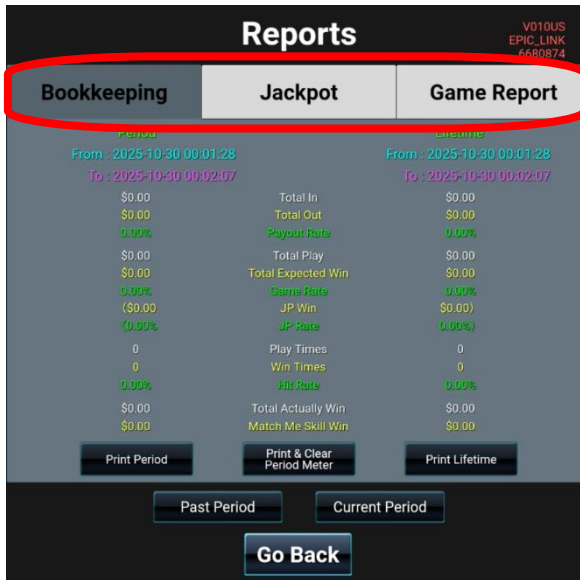 Reports
V010US
EPIC_LINK
6680874
Bookkeeping Jackpot Game Report
Period Lifetime
From : 2025-10-30 00:01:28 From : 2025-10-30 00:01:28
To : 2025-10-30 00:02:07 To : 2025-10-30 00:02:07
$0.00 Total In $0.00
$0.00 Total Out $0.00
0.00% Payout Rate 0.00%
$0.00 Total Play $0.00
$0.00 Total Expected Win $0.00
0.00% Game Rate 0.00%
($0.00 JP Win $0.00)
(0.00% JP Rate 0.00%)
0 Play Times 0
0 Win Times 0
0.00% Hit Rate 0.00%
$0.00 Total Actually Win $0.00
$0.00 Match Me Skill Win $0.00
Print Period Print & Clear Period Meter Print Lifetime
Past Period Current Period
Go Back